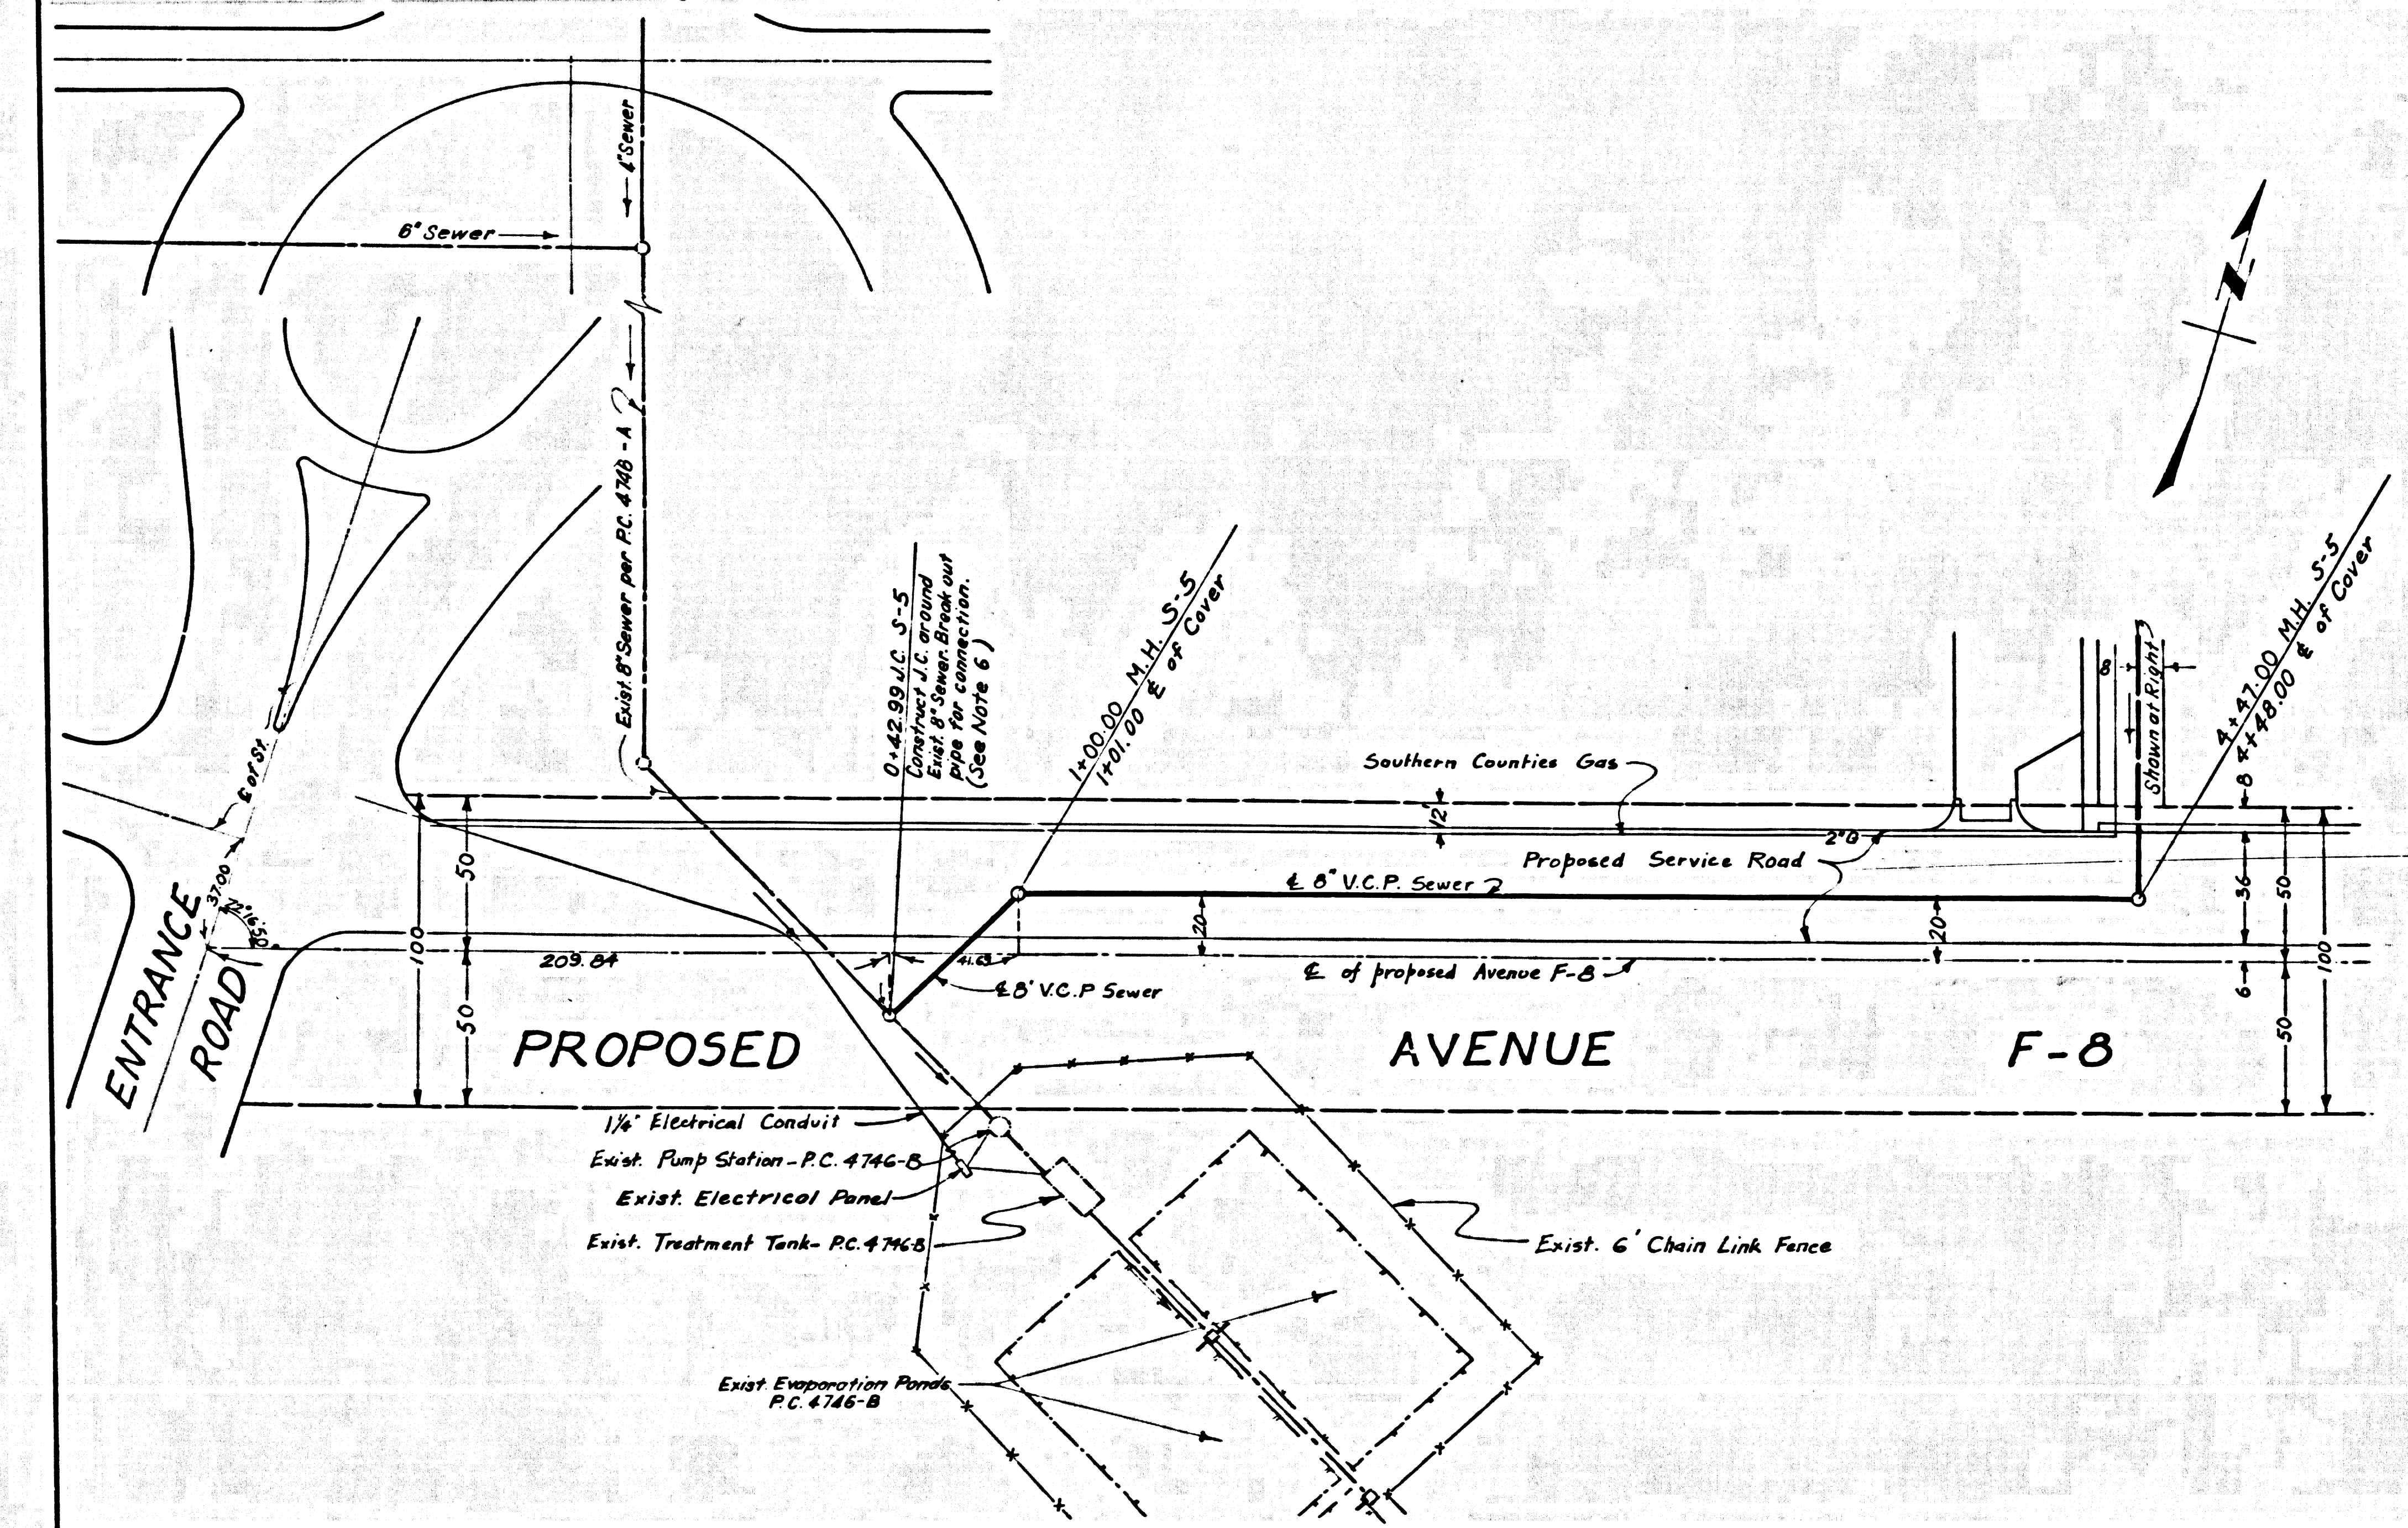 4" Sewer
6" Sewer
Exist. 8" Sewer per P.C. 4746 - A
N
0+42.99 J.C. S-5
Construct J.C. around
Exist. 8" Sewer. Break out
pipe for connection.
(See Note 6)
1+00.00 M.H. S-5
1+01.00 ℄ of Cover
4+47.00 M.H. S-5
4+48.00 ℄ of Cover
Shown at Right
8
8
Southern Counties Gas
12'
2"G
Proposed Service Road
℄ of St.
37.00
ENTRANCE
ROAD
100
50
50
209.84
41.63
℄ 8" V.C.P. Sewer
20
20
36
50
100
6
50
℄ of proposed Avenue F-8
℄ 8" V.C.P Sewer
PROPOSED AVENUE F-8
1¼" Electrical Conduit
Exist. Pump Station - P.C. 4746-B
Exist. Electrical Panel
Exist. Treatment Tank - P.C. 4746-B
Exist. 6' Chain Link Fence
Exist. Evaporation Ponds
P.C. 4746-B